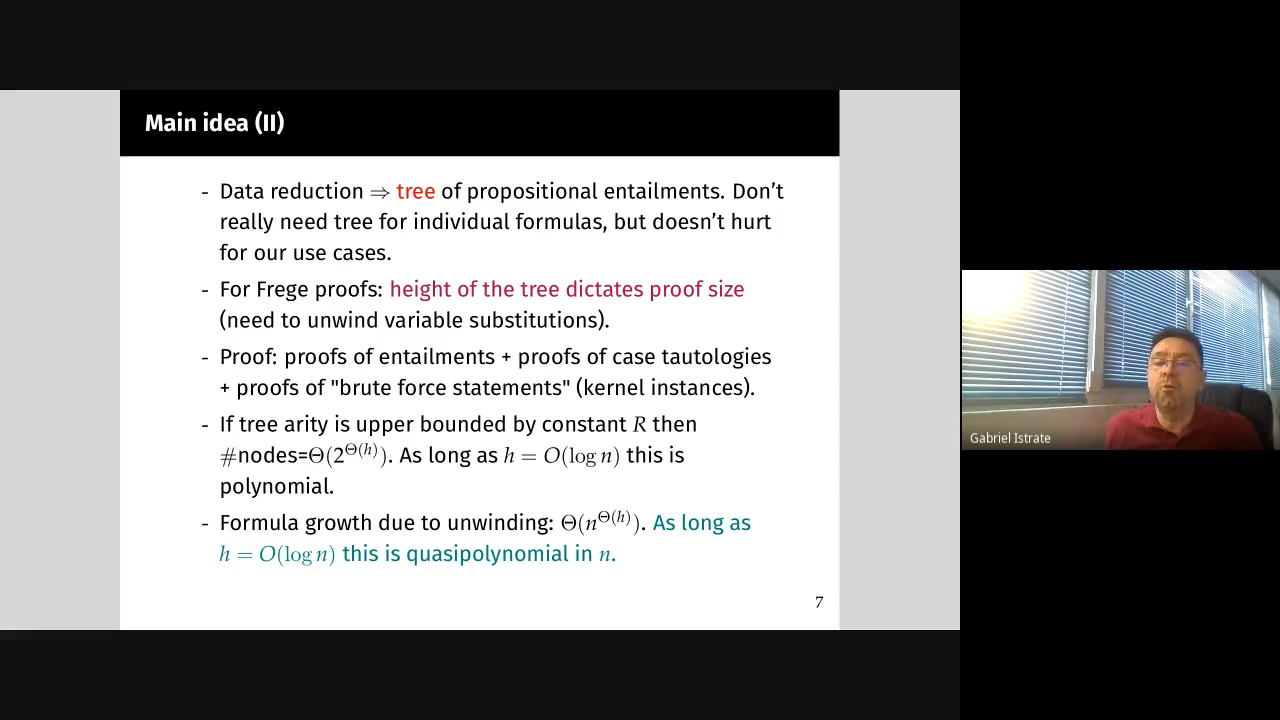 Main idea (II)
- Data reduction ⇒ tree of propositional entailments. Don't
really need tree for individual formulas, but doesn't hurt
for our use cases.
- For Frege proofs: height of the tree dictates proof size
(need to unwind variable substitutions).
- Proof: proofs of entailments + proofs of case tautologies
+ proofs of "brute force statements" (kernel instances).
- If tree arity is upper bounded by constant R then
#nodes=Θ(2^Θ(h)). As long as h = O(log n) this is
polynomial.
- Formula growth due to unwinding: Θ(n^Θ(h)). As long as
h = O(log n) this is quasipolynomial in n.
7
Gabriel Istrate